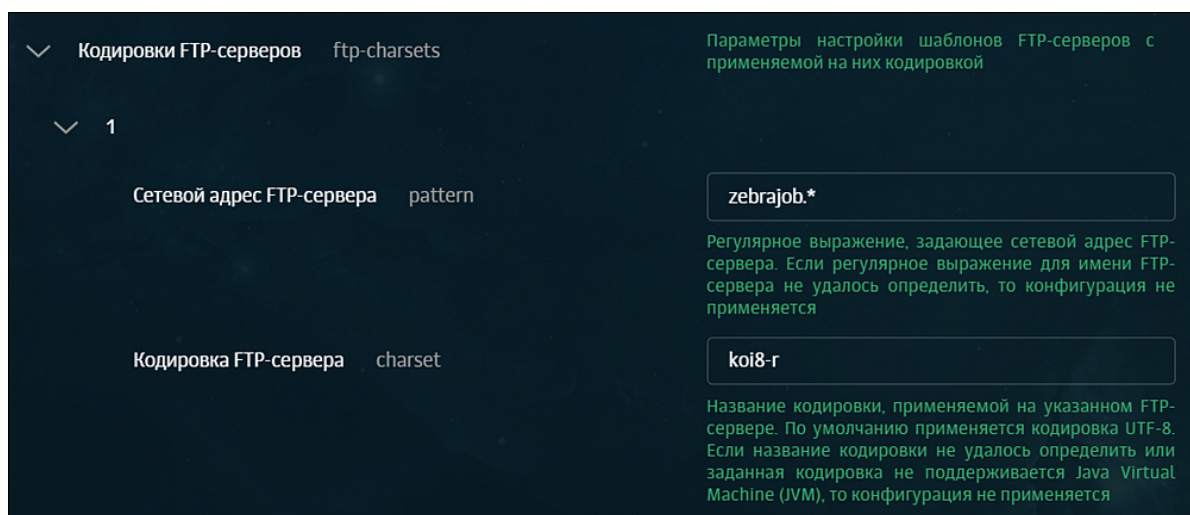 Кодировки FTP-серверов ftp-charsets
Параметры настройки шаблонов FTP-серверов с
применяемой на них кодировкой
1
Сетевой адрес FTP-сервера pattern
zebrajob.*
Регулярное выражение, задающее сетевой адрес FTP-
сервера. Если регулярное выражение для имени FTP-
сервера не удалось определить, то конфигурация не
применяется
Кодировка FTP-сервера charset
koi8-r
Название кодировки, применяемой на указанном FTP-
сервере. По умолчанию применяется кодировка UTF-8.
Если название кодировки не удалось определить или
заданная кодировка не поддерживается Java Virtual
Machine (JVM), то конфигурация не применяется